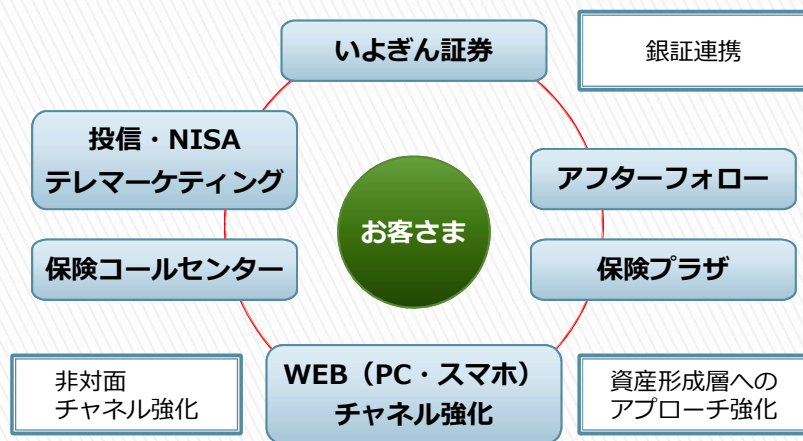 いよぎん証券
銀証連携
投信・NISA
テレマーケティング
アフターフォロー
お客さま
保険コールセンター
保険プラザ
WEB（PC・スマホ）
チャネル強化
非対面
チャネル強化
資産形成層への
アプローチ強化